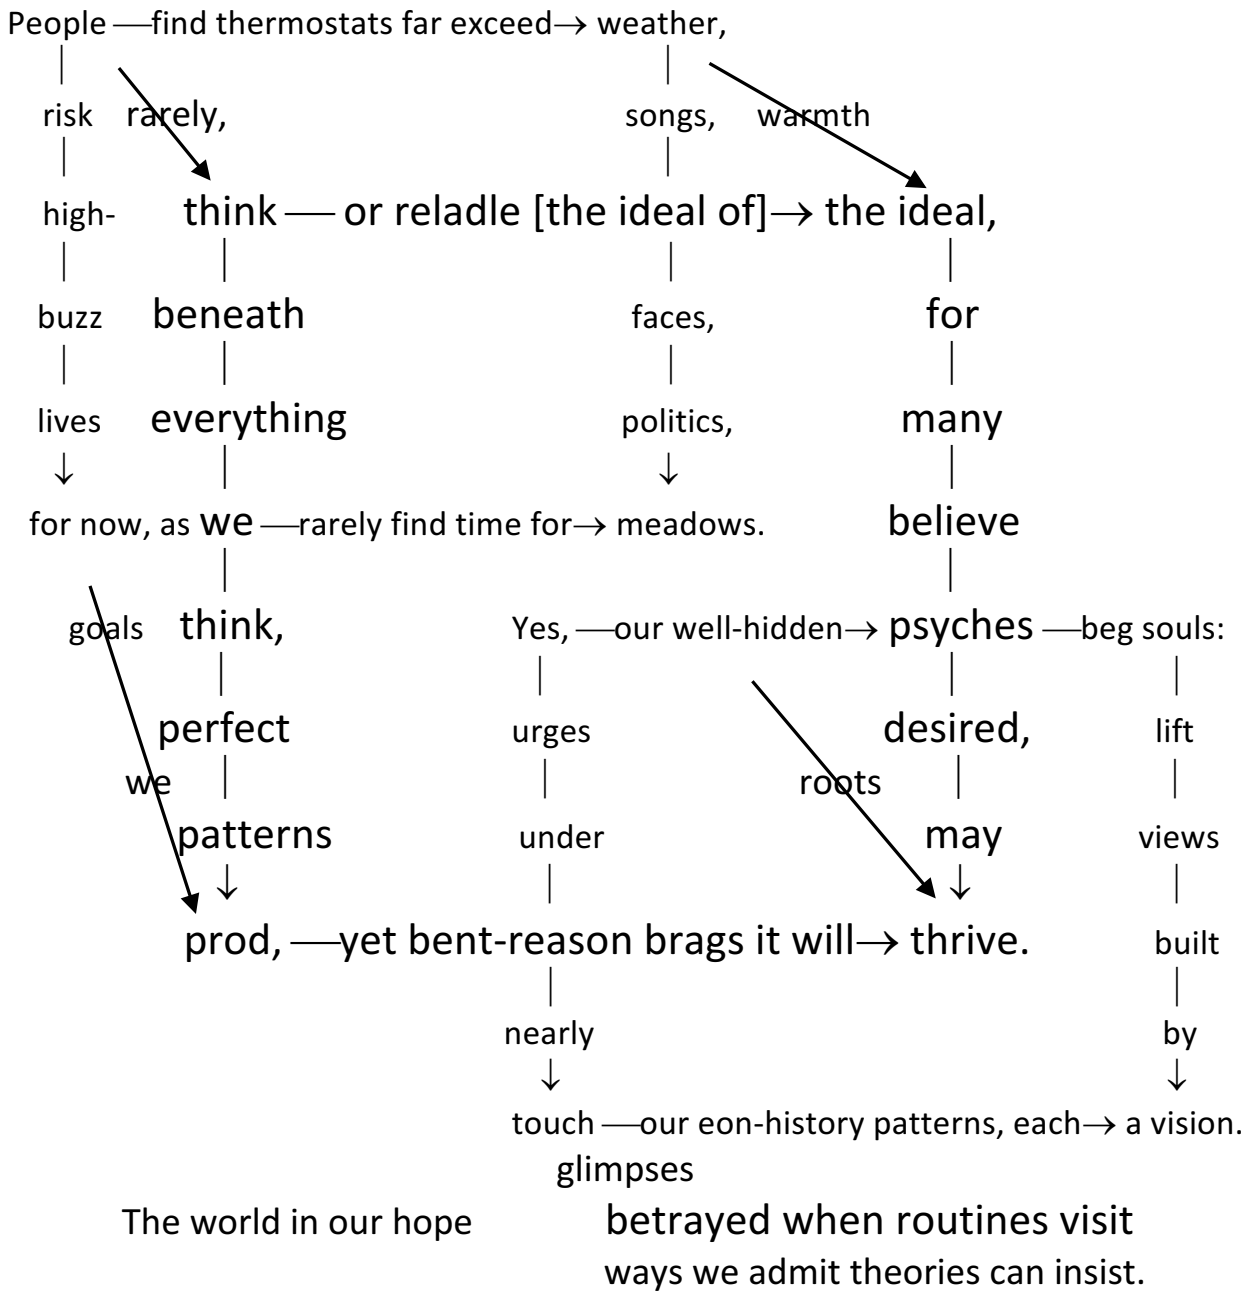 People —find thermostats far exceed→ weather,
risk rarely, songs, warmth
high- think — or reladle [the ideal of]→ the ideal,
buzz beneath faces, for
lives everything politics, many
for now, as we —rarely find time for→ meadows. believe
goals think, Yes, —our well-hidden→ psyches —beg souls:
perfect urges desired, lift
we roots
patterns under may views
prod, —yet bent-reason brags it will→ thrive. built
nearly by
touch —our eon-history patterns, each→ a vision.
glimpses
The world in our hope betrayed when routines visit
ways we admit theories can insist.